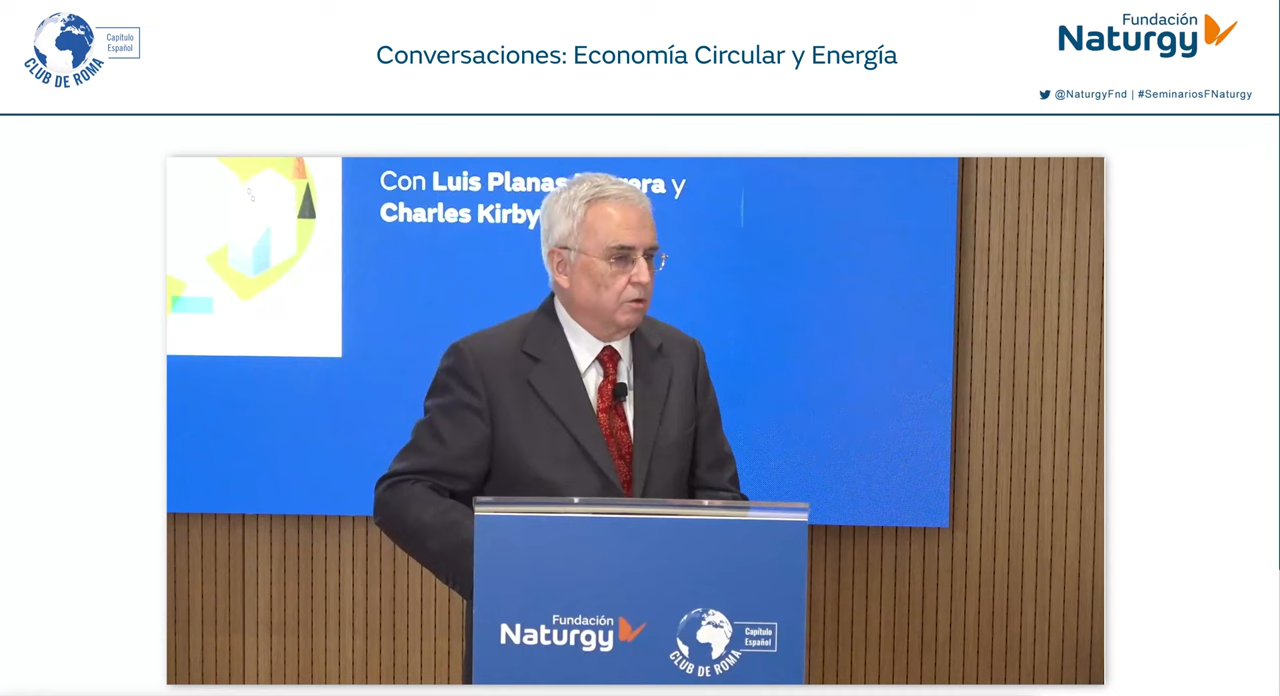 Capítulo
Español
CLUB DE ROMA
Conversaciones: Economía Circular y Energía
Fundación
Naturgy
@NaturgyFnd | #SeminariosFNaturgy
Con Luis Planas y
Charles Kirby
Fundación
Naturgy
Capítulo
Español
CLUB DE ROMA